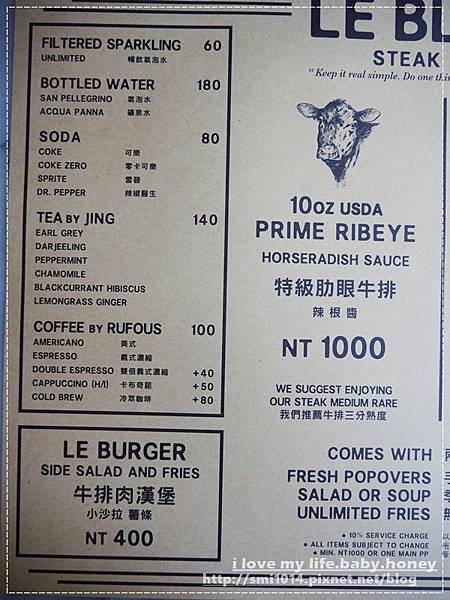 FILTERED SPARKLING 60
UNLIMITED 暢飲氣泡水
BOTTLED WATER 180
SAN PELLEGRINO 氣泡水
ACQUA PANNA 礦泉水
SODA 80
COKE 可樂
COKE ZERO 零卡可樂
SPRITE 雪碧
DR. PEPPER 辣椒醫生
TEA BY JING 140
EARL GREY
DARJEELING
PEPPERMINT
CHAMOMILE
BLACKCURRANT HIBISCUS
LEMONGRASS GINGER
COFFEE BY RUFOUS 100
AMERICANO 美式
ESPRESSO 義式濃縮
DOUBLE ESPRESSO 雙倍義式濃縮 +40
CAPPUCCINO (H/I) 卡布奇諾 +50
COLD BREW 冷萃咖啡 +80
LE BURGER
SIDE SALAD AND FRIES
牛排肉漢堡
小沙拉 薯條
NT 400
LE
STEAK
“Keep it real simple. Do one
10OZ USDA
PRIME RIBEYE
HORSERADISH SAUCE
特級肋眼牛排
辣根醬
NT 1000
WE SUGGEST ENJOYING
OUR STEAK MEDIUM RARE
我們推薦牛排三分熟度
COMES WITH
FRESH POPOVERS
SALAD OR SOUP
UNLIMITED FRIES
• 10% SERVICE CHARGE
• ALL ITEMS SUBJECT TO CHANGE
• MIN. NT1000 OR ONE MAIN PP
i love my life.baby.honey
http://smi1014.pixnet.net/blog